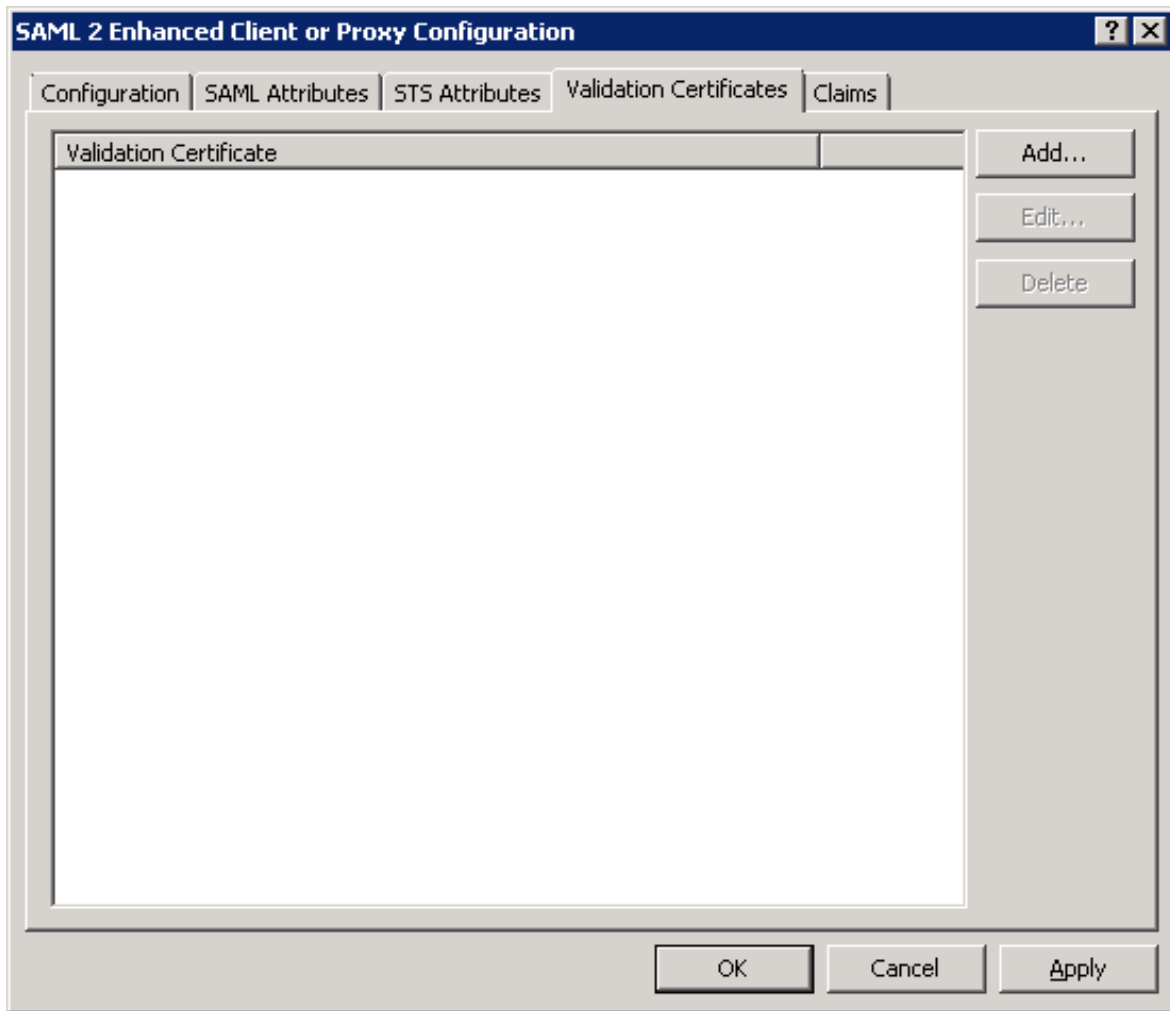 SAML 2 Enhanced Client or Proxy Configuration
Configuration SAML Attributes STS Attributes Validation Certificates Claims
Validation Certificate
Add...
Edit...
Delete
OK Cancel Apply